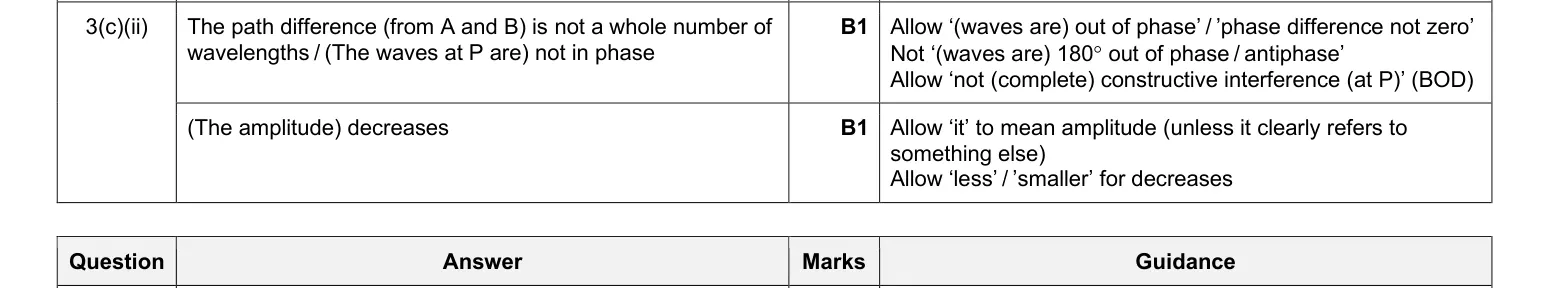 3(c)(ii)
The path difference (from A and B) is not a whole number of
wavelengths / (The waves at P are) not in phase
B1
Allow ‘(waves are) out of phase’ / ’phase difference not zero’
Not ‘(waves are) 180° out of phase / antiphase’
Allow ‘not (complete) constructive interference (at P)’ (BOD)
(The amplitude) decreases
B1
Allow ‘it’ to mean amplitude (unless it clearly refers to
something else)
Allow ‘less’ / ’smaller’ for decreases
Question
Answer
Marks
Guidance